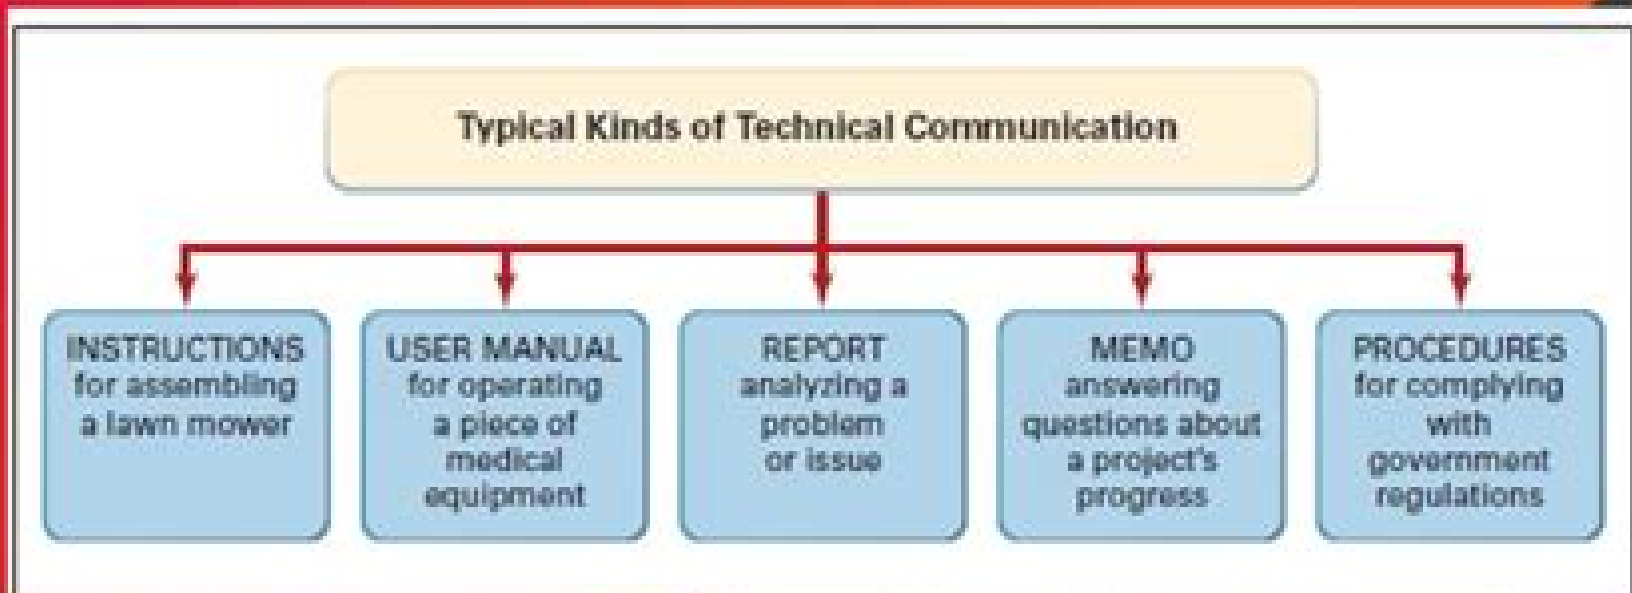 Typical Kinds of Technical Communication
INSTRUCTIONS
for assembling
a lawn mower
USER MANUAL
for operating
a piece of
medical
equipment
REPORT
analyzing a
problem
or issue
MEMO
answering
questions about
a project's
progress
PROCEDURES
for complying
with
government
regulations